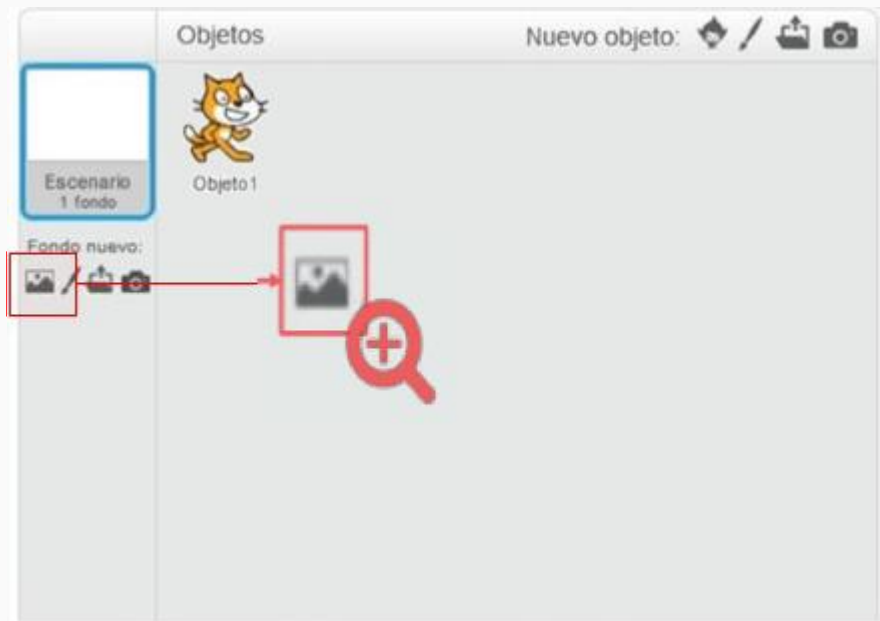 Objetos
Nuevo objeto:
Escenario
1 fondo
Objeto1
Fondo nuevo: